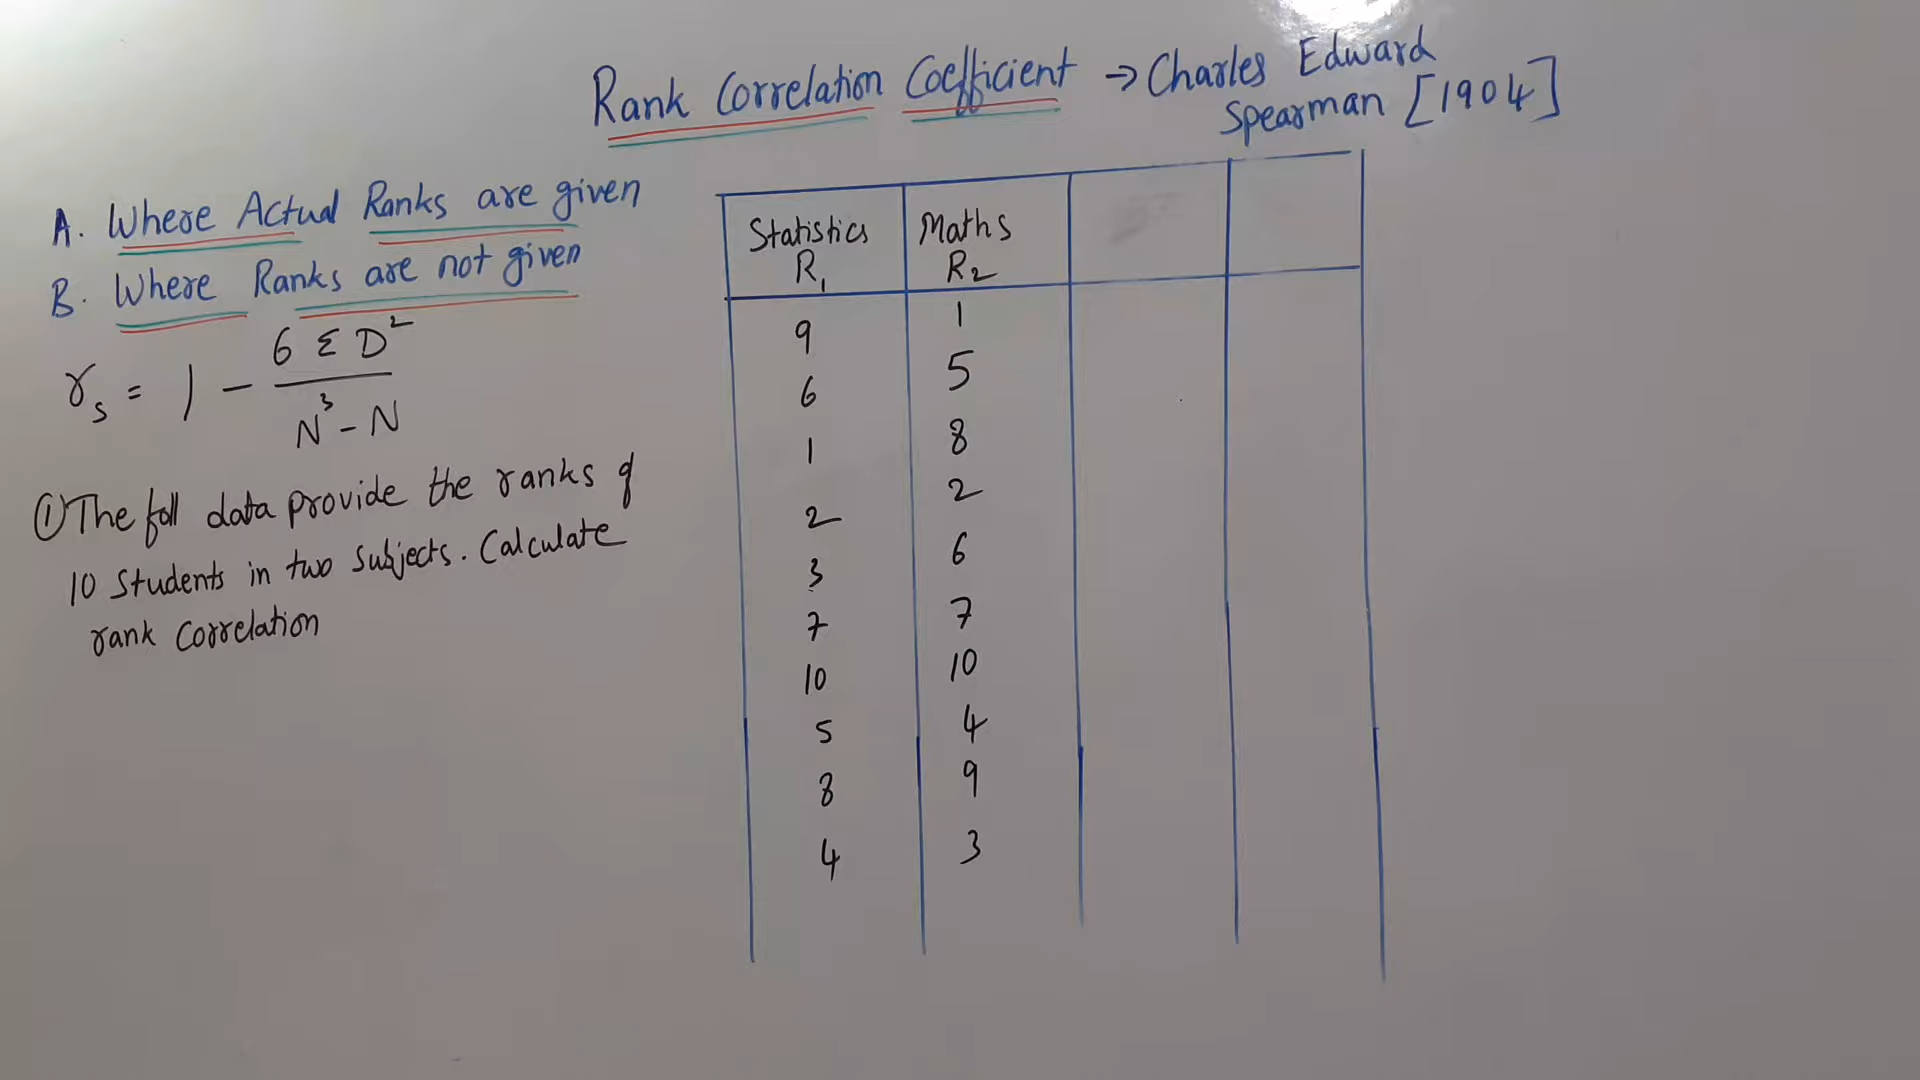 Rank Correlation Coefficient → Charles Edward
Spearman [1904]
A. Where Actual Ranks are given
B. Where Ranks are not given
r_s = 1 - 6 Σ D² / N³ - N
① The foll data provide the ranks of
10 Students in two subjects. Calculate
rank correlation
Statistics Maths
R₁ R₂
9 1
6 5
1 8
2 2
3 6
7 7
10 10
5 4
8 9
4 3